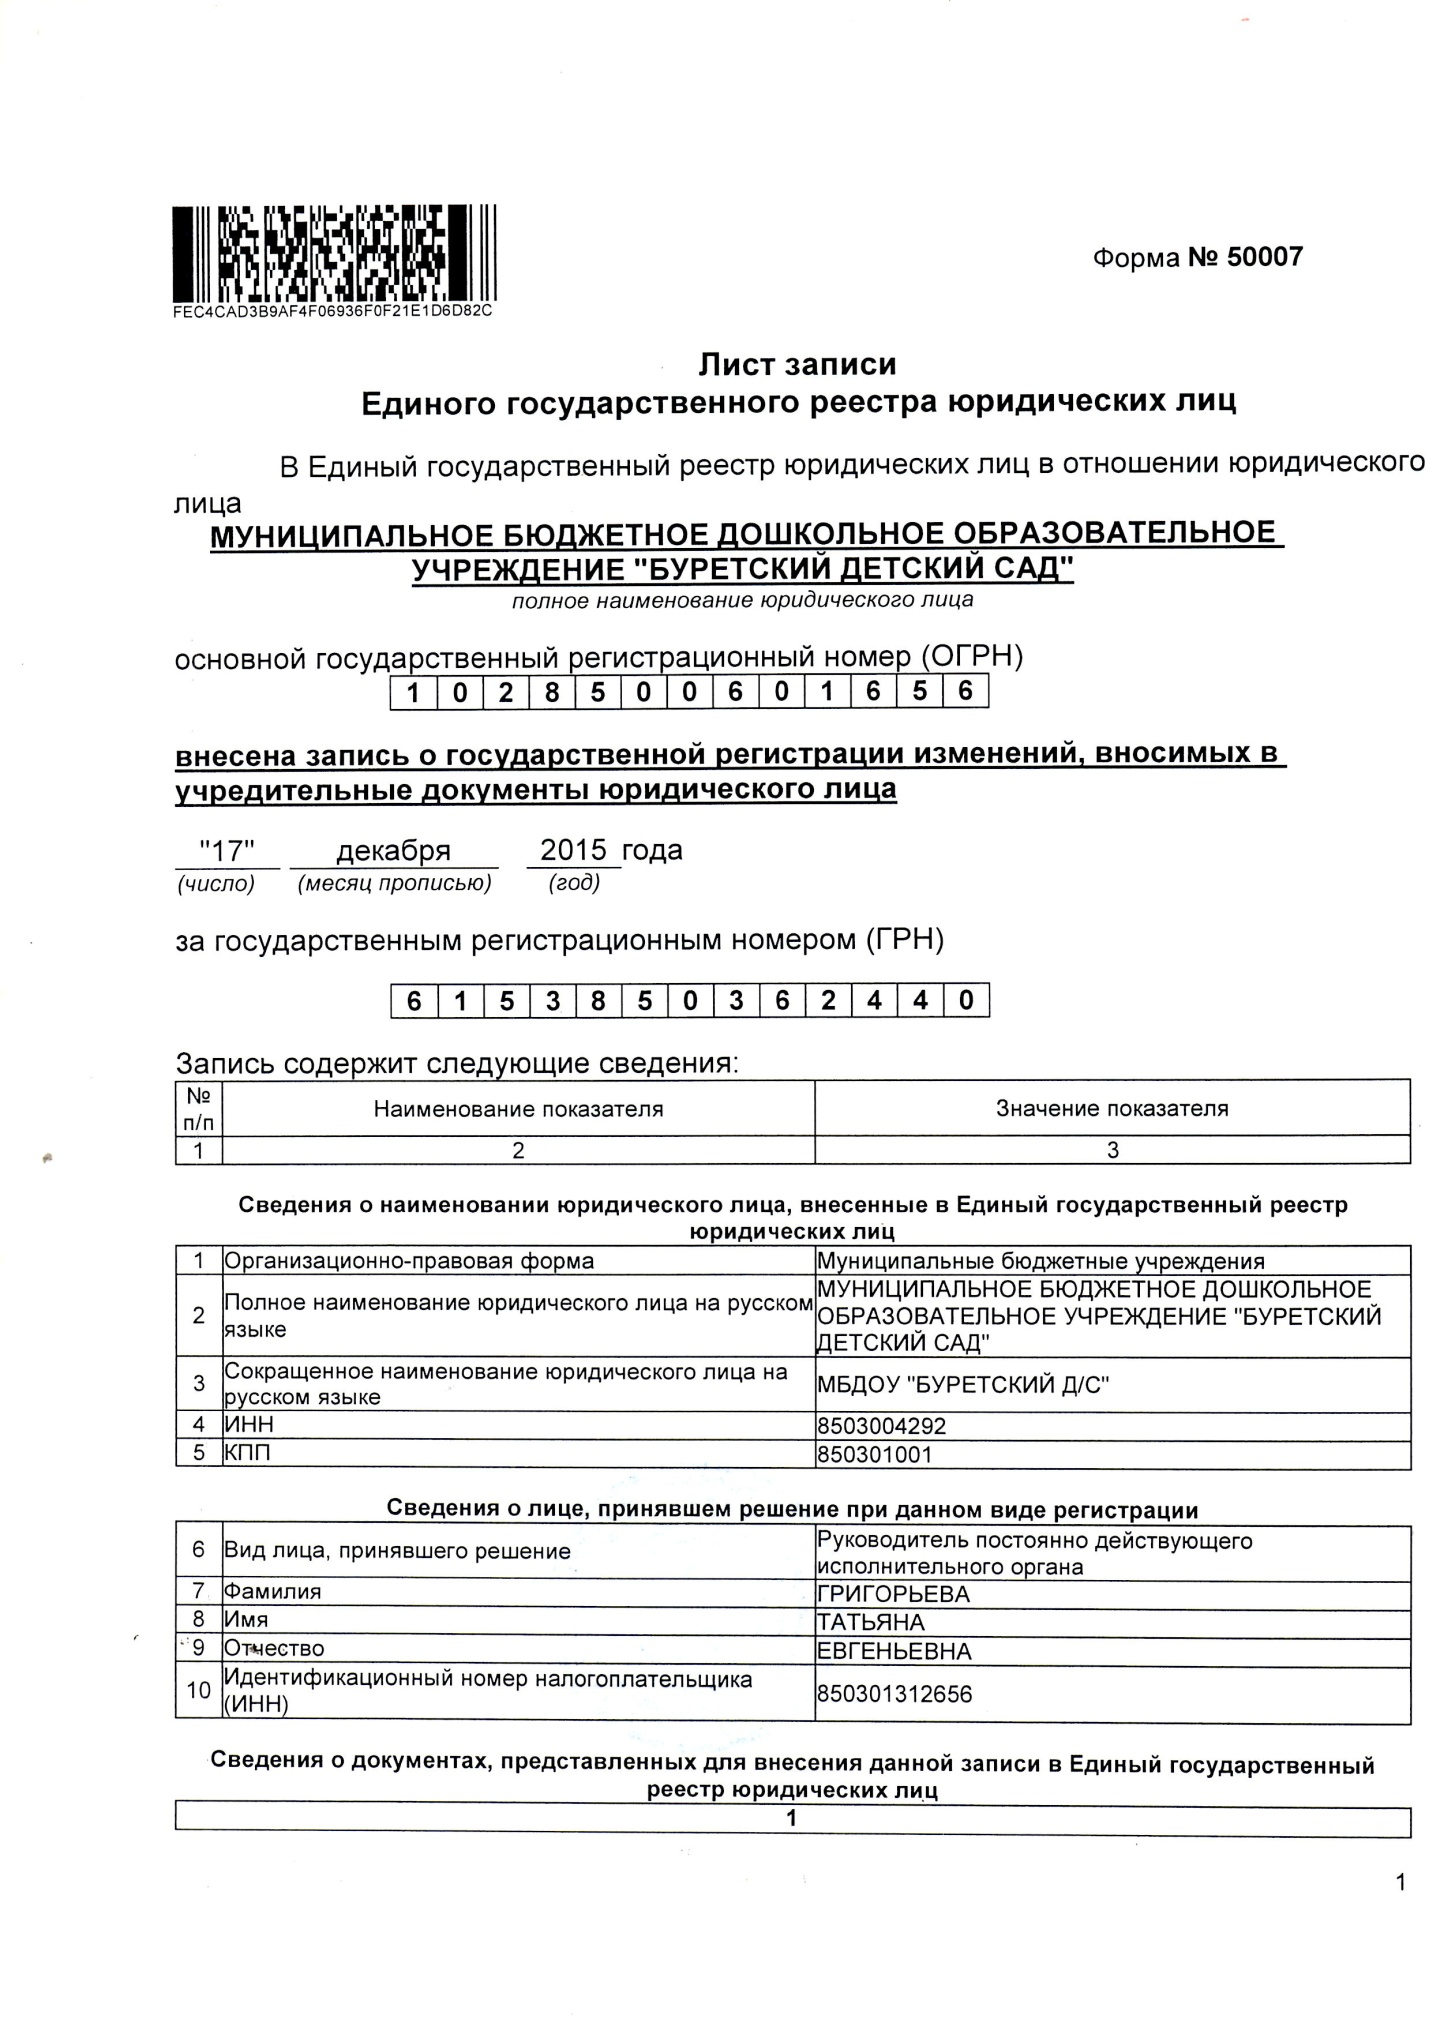 Форма № 50007
FEC4CAD3B9AF4F06936F0F21E1D6D82C
Лист записи
Единого государственного реестра юридических лиц
В Единый государственный реестр юридических лиц в отношении юридического
лица
МУНИЦИПАЛЬНОЕ БЮДЖЕТНОЕ ДОШКОЛЬНОЕ ОБРАЗОВАТЕЛЬНОЕ
УЧРЕЖДЕНИЕ "БУРЕТСКИЙ ДЕТСКИЙ САД"
полное наименование юридического лица
основной государственный регистрационный номер (ОГРН)
1 0 2 8 5 0 0 6 0 1 6 5 6
внесена запись о государственной регистрации изменений, вносимых в
учредительные документы юридического лица
"17" декабря 2015 года
(число) (месяц прописью) (год)
за государственным регистрационным номером (ГРН)
6 1 5 3 8 5 0 3 6 2 4 4 0
Запись содержит следующие сведения:
№
п/п
Наименование показателя
Значение показателя
1 2 3
Сведения о наименовании юридического лица, внесенные в Единый государственный реестр
юридических лиц
1 Организационно-правовая форма Муниципальные бюджетные учреждения
2
Полное наименование юридического лица на русском
языке
МУНИЦИПАЛЬНОЕ БЮДЖЕТНОЕ ДОШКОЛЬНОЕ
ОБРАЗОВАТЕЛЬНОЕ УЧРЕЖДЕНИЕ "БУРЕТСКИЙ
ДЕТСКИЙ САД"
3
Сокращенное наименование юридического лица на
русском языке
МБДОУ "БУРЕТСКИЙ Д/С"
4 ИНН 8503004292
5 КПП 850301001
Сведения о лице, принявшем решение при данном виде регистрации
6 Вид лица, принявшего решение
Руководитель постоянно действующего
исполнительного органа
7 Фамилия ГРИГОРЬЕВА
8 Имя ТАТЬЯНА
9 Отчество ЕВГЕНЬЕВНА
10
Идентификационный номер налогоплательщика
(ИНН)
850301312656
Сведения о документах, представленных для внесения данной записи в Единый государственный
реестр юридических лиц
1
1